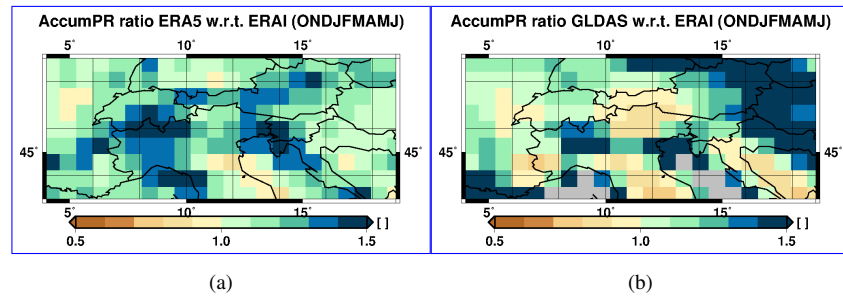 AccumPR ratio ERA5 w.r.t. ERAI (ONDJFMAMJ)
5° 10° 15°
45° 45°
5° 10° 15°
0.5 1.0 1.5 [ ]
(a)
AccumPR ratio GLDAS w.r.t. ERAI (ONDJFMAMJ)
5° 10° 15°
45°
5° 10° 15°
0.5 1.0 1.5 [ ]
(b)